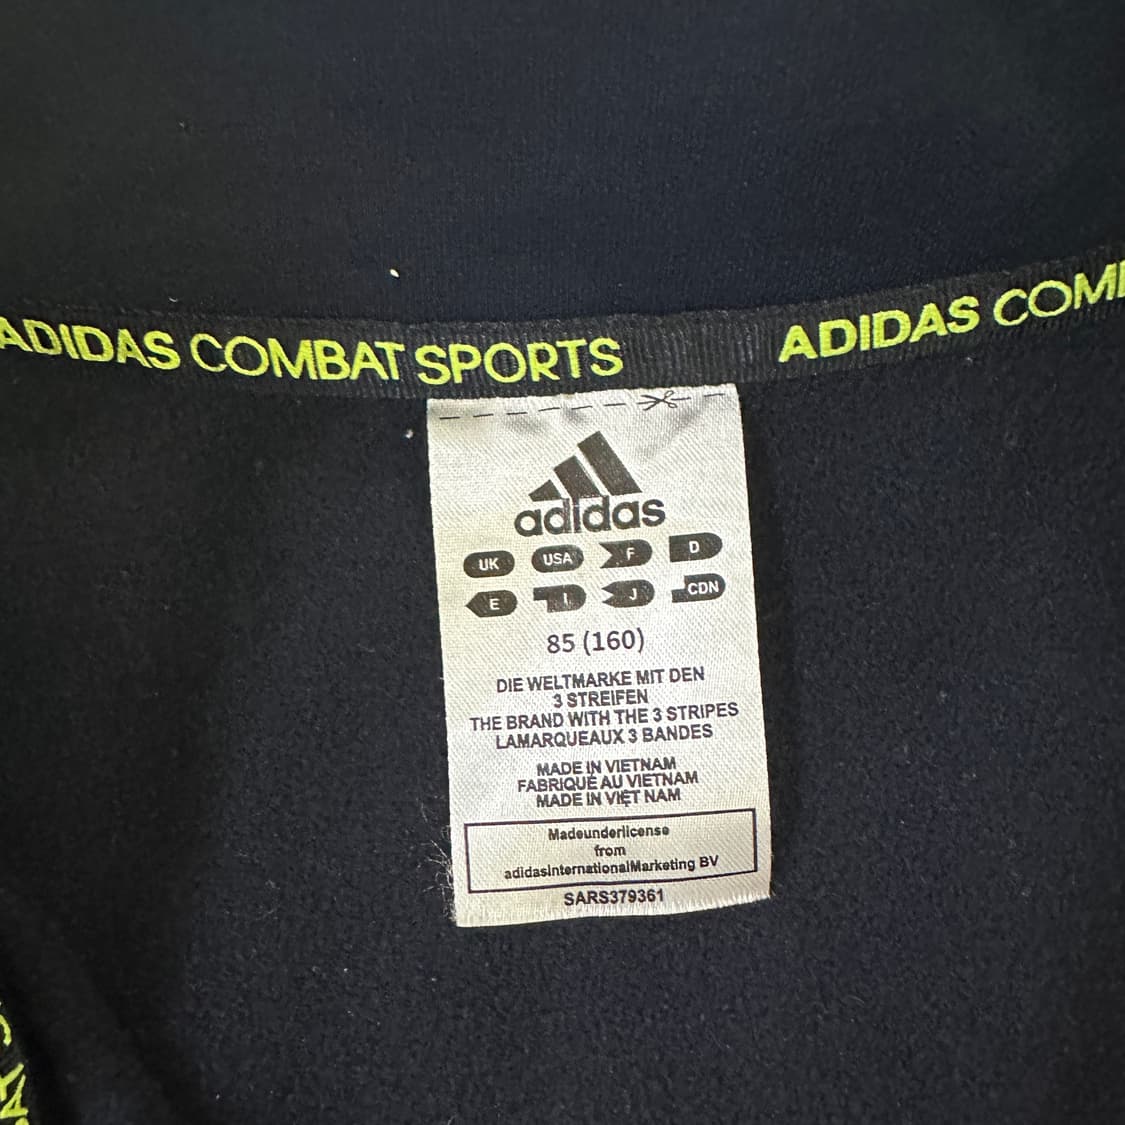 ADIDAS COMBAT SPORTS
ADIDAS
adidas
UK USA F D
E I J CDN
85 (160)
DIE WELTMARKE MIT DEN
3 STREIFEN
THE BRAND WITH THE 3 STRIPES
LAMARQUEAUX 3 BANDES
MADE IN VIETNAM
FABRIQUÉ AU VIETNAM
MADE IN VIỆT NAM
Madeunderlicense
from
adidasinternationalMarketing BV
SARS379361